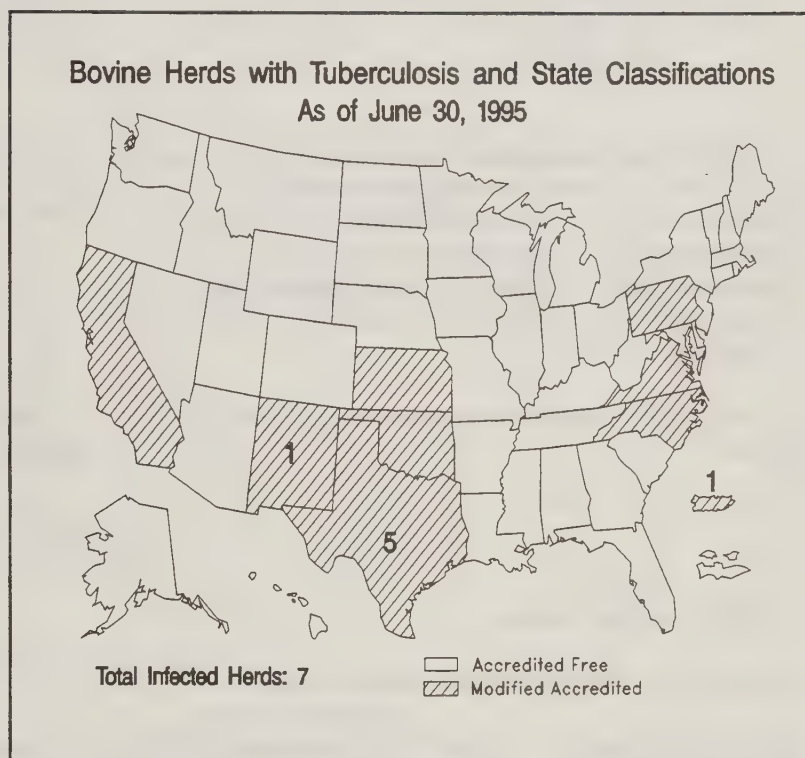 Bovine Herds with Tuberculosis and State Classifications
As of June 30, 1995
1
1
5
Total Infected Herds: 7
Accredited Free
Modified Accredited